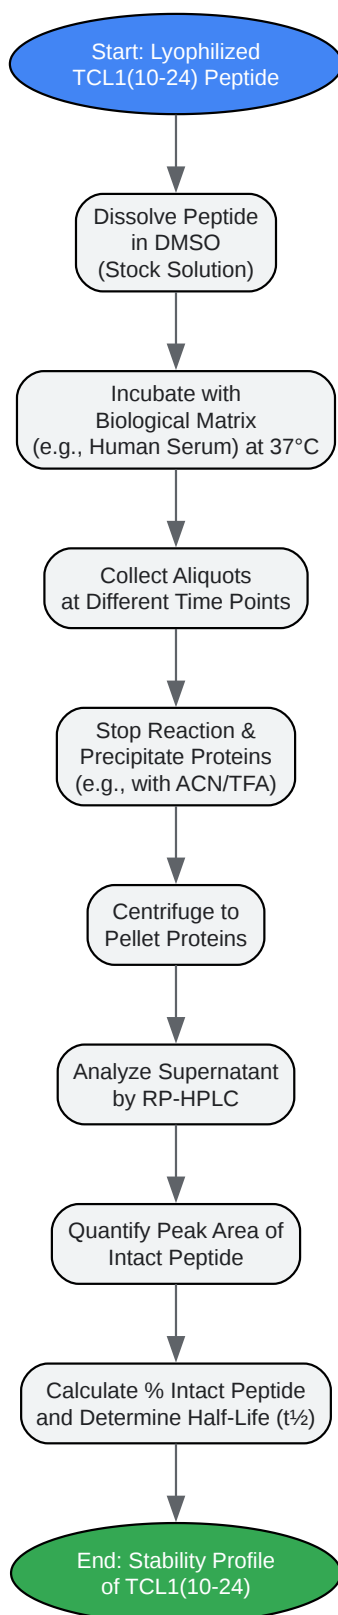 Start: Lyophilized
TCL1(10-24) Peptide
Dissolve Peptide
in DMSO
(Stock Solution)
Incubate with
Biological Matrix
(e.g., Human Serum) at 37°C
Collect Aliquots
at Different Time Points
Stop Reaction &
Precipitate Proteins
(e.g., with ACN/TFA)
Centrifuge to
Pellet Proteins
Analyze Supernatant
by RP-HPLC
Quantify Peak Area of
Intact Peptide
Calculate % Intact Peptide
and Determine Half-Life (t½)
End: Stability Profile
of TCL1(10-24)